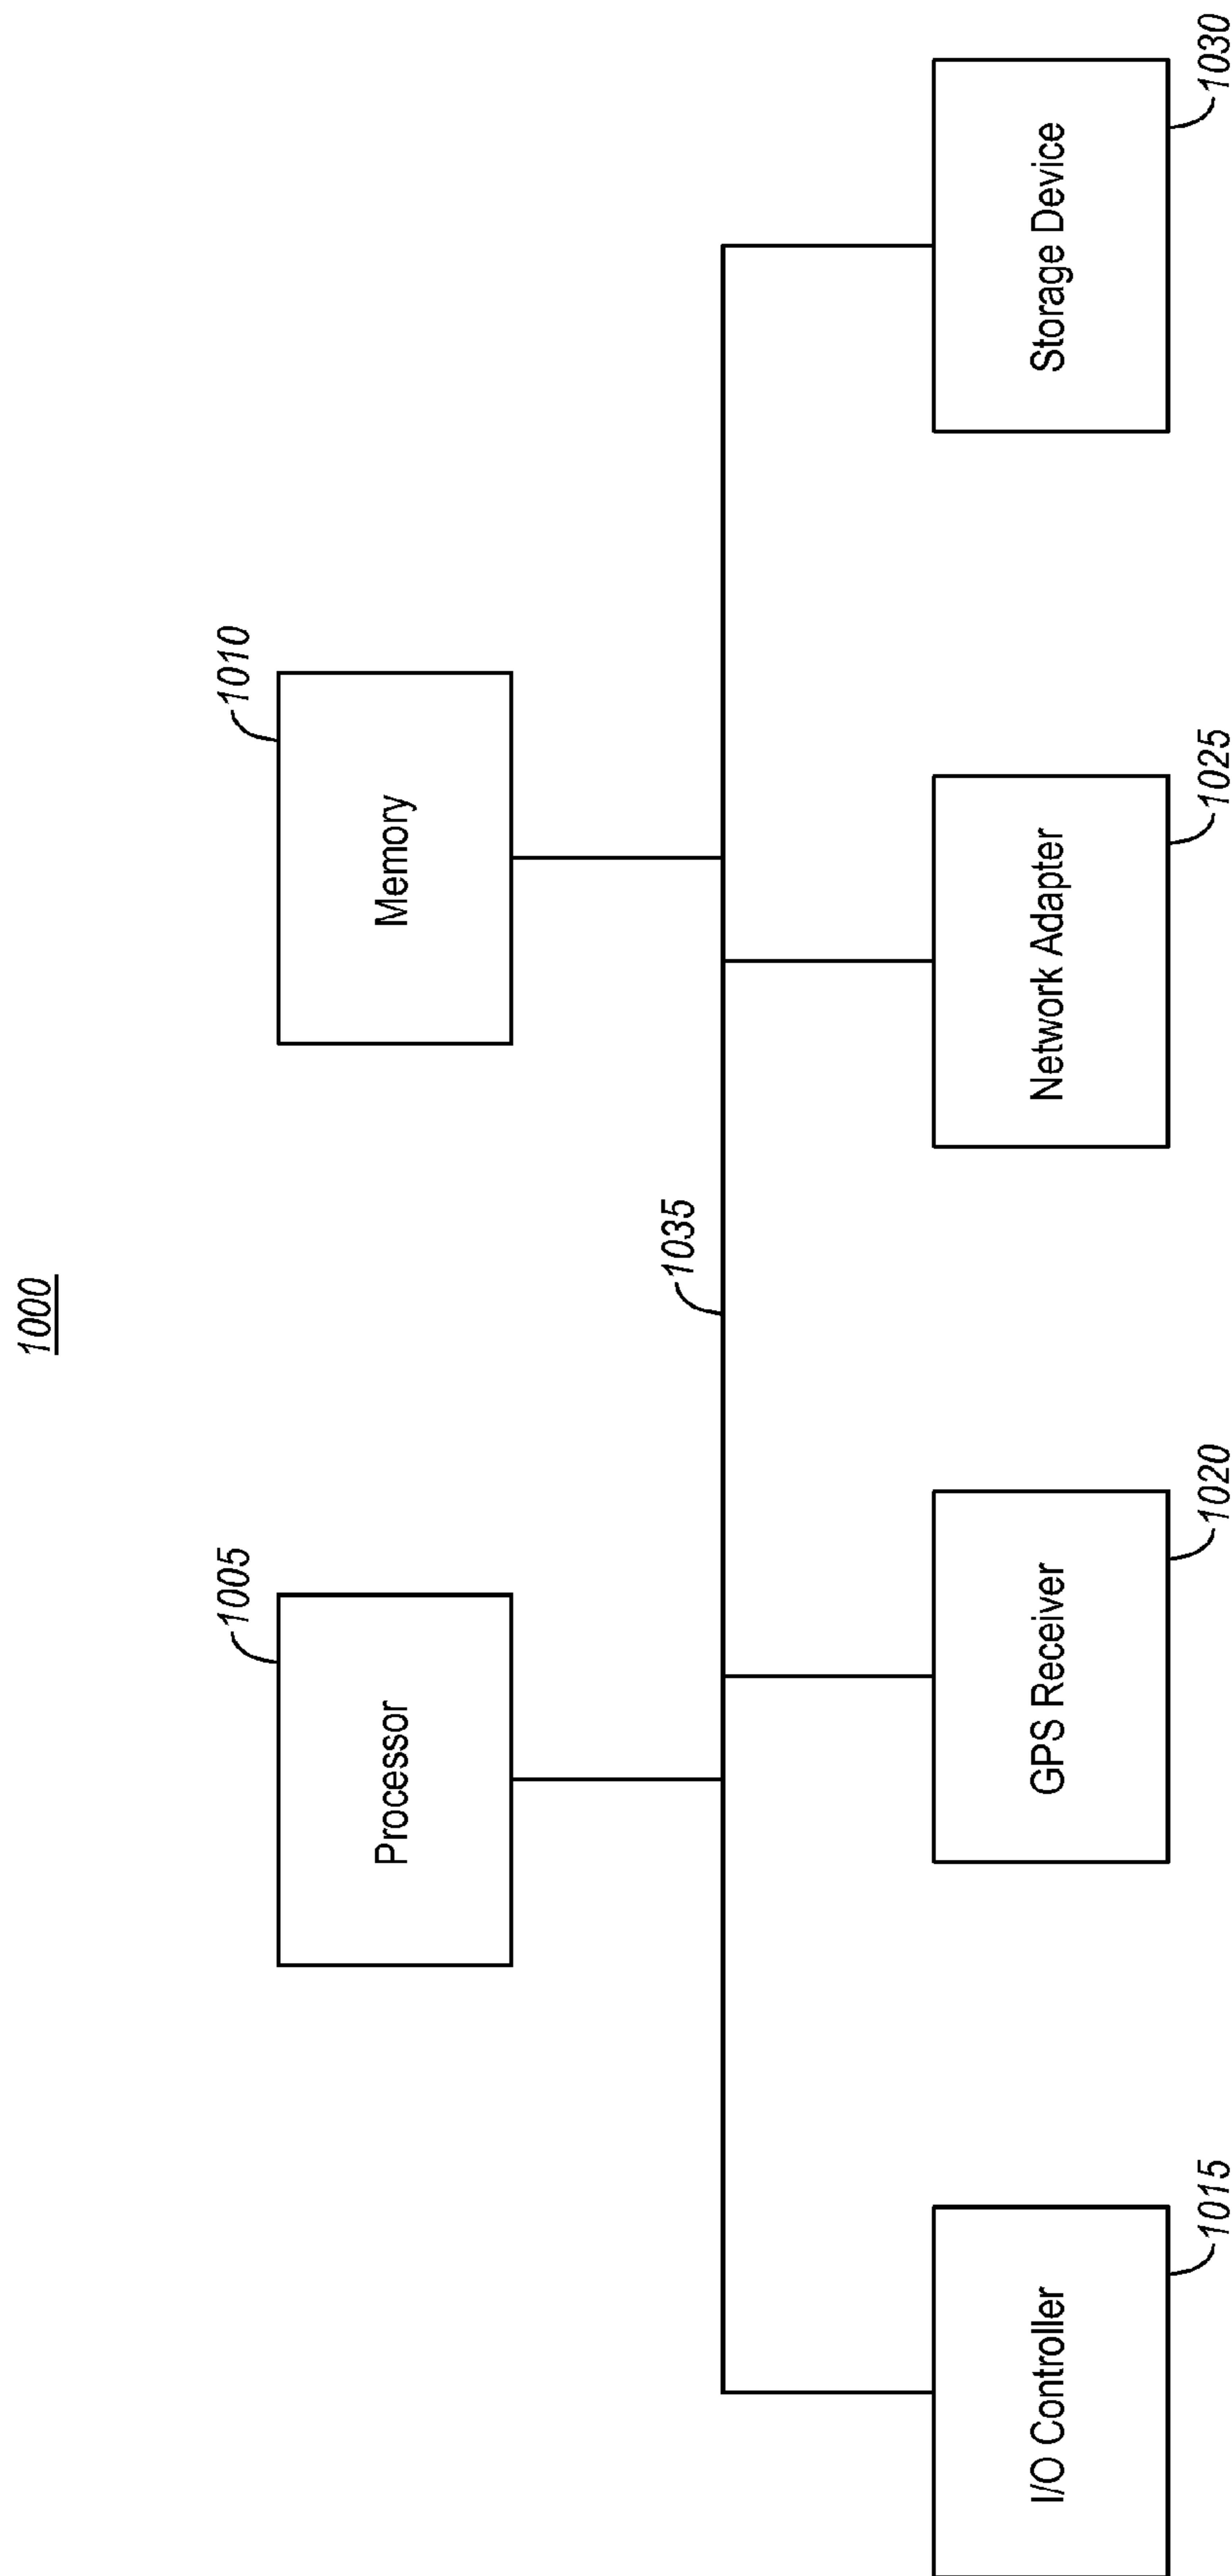 1000
1005
Processor
1010
Memory
1035
I/O Controller
1015
GPS Receiver
1020
Network Adapter
1025
Storage Device
1030